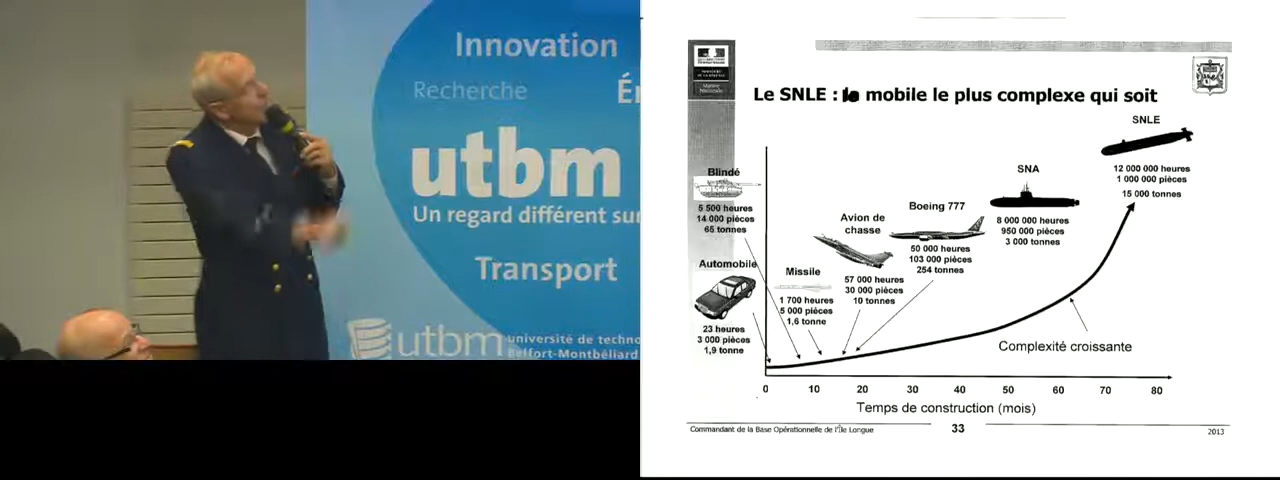 Innovation
Recherche
Én
utbm
Un regard différent sur
Transport
utbm
université de techno
Belfort-Montbéliard
Le SNLE : le mobile le plus complexe qui soit
SNLE
12 000 000 heures
1 000 000 pièces
15 000 tonnes
SNA
8 000 000 heures
950 000 pièces
3 000 tonnes
Boeing 777
50 000 heures
103 000 pièces
254 tonnes
Avion de
chasse
57 000 heures
30 000 pièces
10 tonnes
Missile
1 700 heures
5 000 pièces
1,6 tonne
Blindé
5 500 heures
14 000 pièces
65 tonnes
Automobile
23 heures
3 000 pièces
1,9 tonne
Complexité croissante
0 10 20 30 40 50 60 70 80
Temps de construction (mois)
Commandant de la Base Opérationnelle de l'Île Longue
33
2013